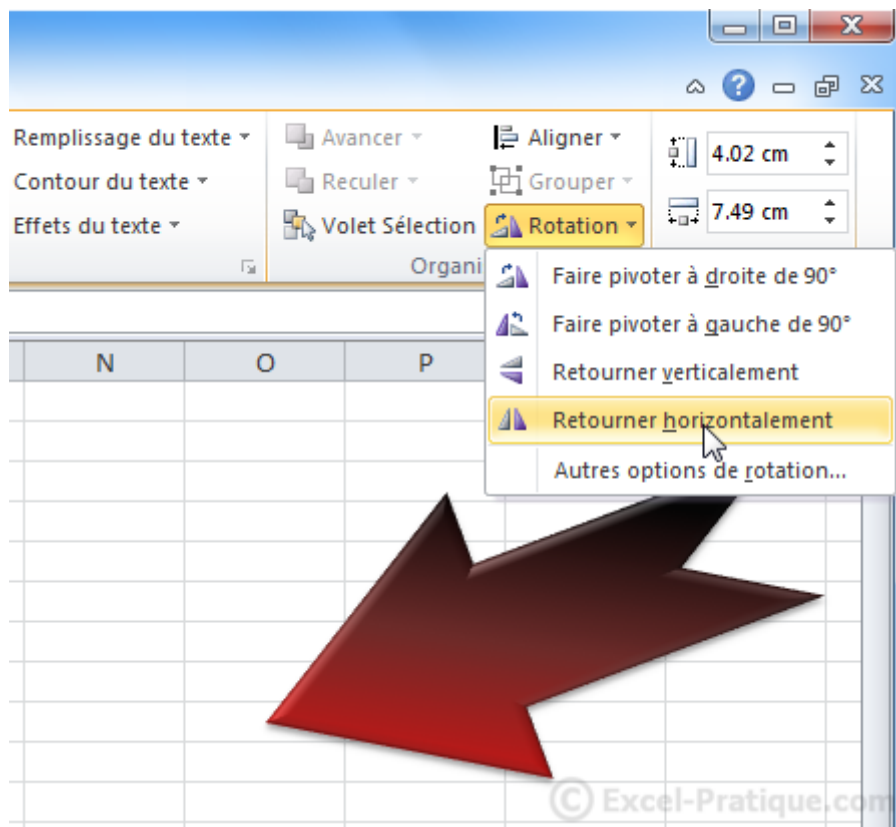 Remplissage du texte
Avancer
Aligner
4.02 cm
Contour du texte
Reculer
Grouper
Effets du texte
Volet Sélection
Rotation
7.49 cm
Organi
Faire pivoter à droite de 90°
Faire pivoter à gauche de 90°
N
O
P
Retourner verticalement
Retourner horizontalement
Autres options de rotation...
© Excel-Pratique.com